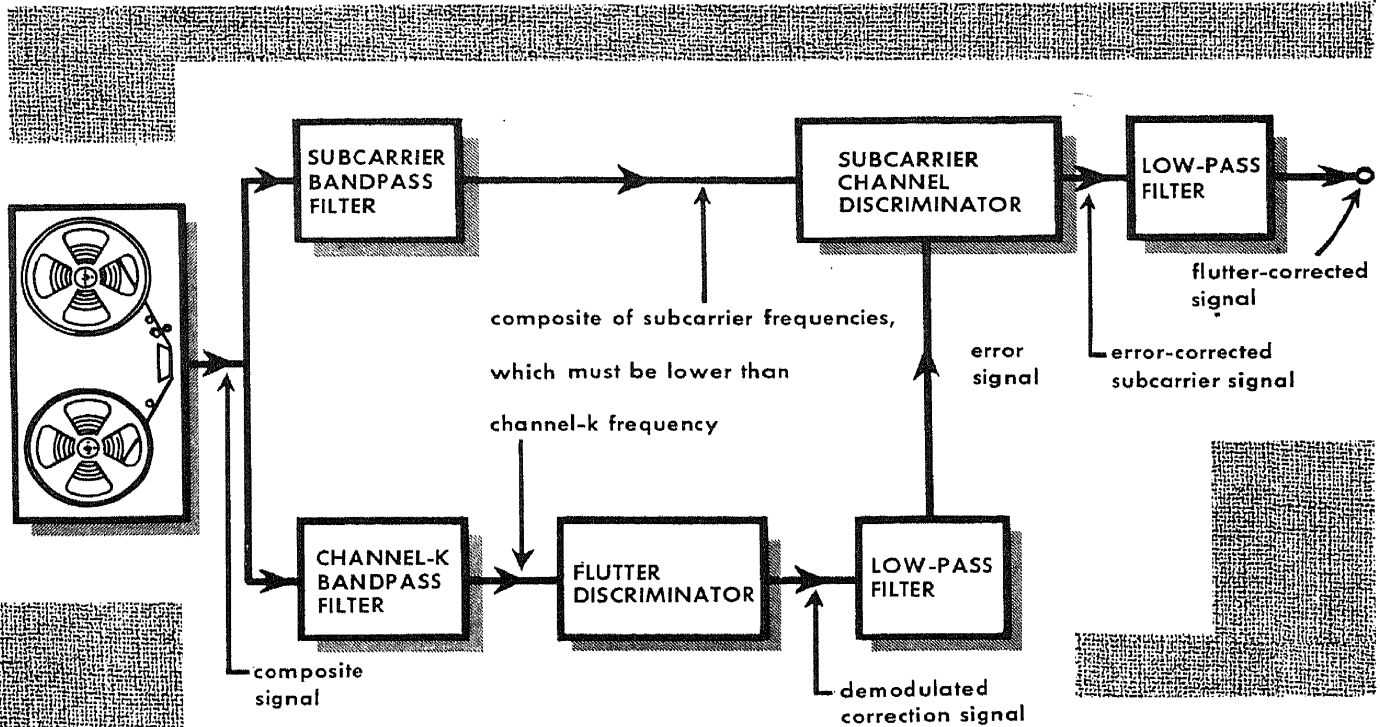 SUBCARRIER
BANDPASS
FILTER
SUBCARRIER
CHANNEL
DISCRIMINATOR
LOW-PASS
FILTER
flutter-corrected
signal
composite of subcarrier frequencies,
which must be lower than
channel-k frequency
error
signal
error-corrected
subcarrier signal
CHANNEL-K
BANDPASS
FILTER
FLUTTER
DISCRIMINATOR
LOW-PASS
FILTER
composite
signal
demodulated
correction signal